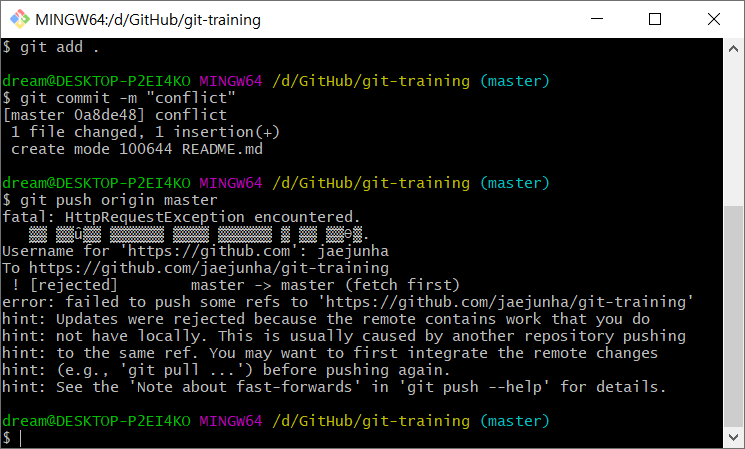 MINGW64:/d/GitHub/git-training
$ git add .
dream@DESKTOP-P2EI4KO MINGW64 /d/GitHub/git-training (master)
$ git commit -m "conflict"
[master 0a8de48] conflict
 1 file changed, 1 insertion(+)
 create mode 100644 README.md
dream@DESKTOP-P2EI4KO MINGW64 /d/GitHub/git-training (master)
$ git push origin master
fatal: HttpRequestException encountered.
Username for 'https://github.com': jaejunha
To https://github.com/jaejunha/git-training
 ! [rejected]        master -> master (fetch first)
error: failed to push some refs to 'https://github.com/jaejunha/git-training'
hint: Updates were rejected because the remote contains work that you do
hint: not have locally. This is usually caused by another repository pushing
hint: to the same ref. You may want to first integrate the remote changes
hint: (e.g., 'git pull ...') before pushing again.
hint: See the 'Note about fast-forwards' in 'git push --help' for details.
dream@DESKTOP-P2EI4KO MINGW64 /d/GitHub/git-training (master)
$